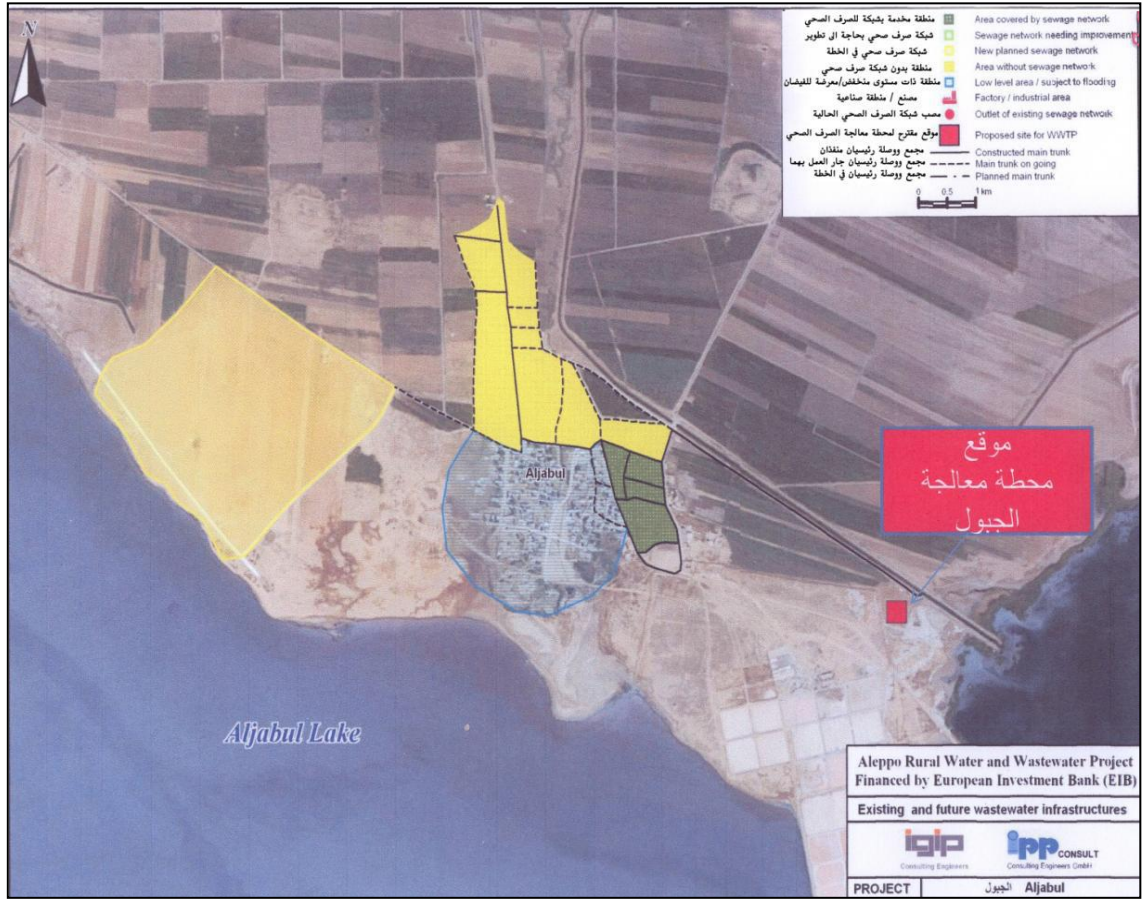 N
منطقة مخدمة بشبكة للصرف الصحي Area covered by sewage network
شبكة صرف صحي بحاجة الى تطوير Sewage network needing improvement
شبكة صرف صحي في الخطة New planned sewage network
منطقة بدون شبكة صرف صحي Area without sewage network
منطقة ذات مستوى منخفض/معرضة للفيضان Low level area / subject to flooding
مصنع / منطقة صناعية Factory / industrial area
مصب شبكة الصرف الصحي الحالية Outlet of existing sewage network
موقع مقترح لمحطة معالجة الصرف الصحي Proposed site for WWTP
مجمع ووصلة رئيسيان منفذان Constructed main trunk
مجمع ووصلة رئيسيان جار العمل بهما Main trunk on going
مجمع ووصلة رئيسيان في الخطة Planned main trunk
0 0.5 1 km
موقع
محطة معالجة
الجبول
Aljabul
Aljabul Lake
Aleppo Rural Water and Wastewater Project
Financed by European Investment Bank (EIB)
Existing and future wastewater infrastructures
igip
Consulting Engineers
ipp CONSULT
Consulting Engineers GmbH
PROJECT الجبول Aljabul